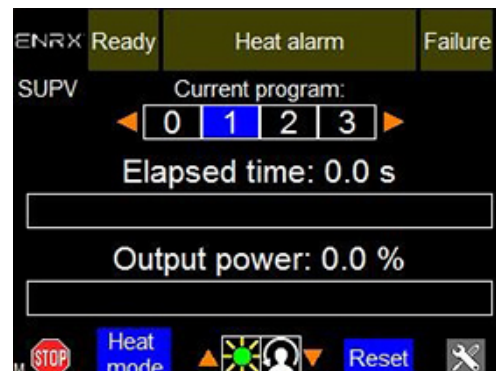 ENRX Ready Heat alarm Failure
SUPV Current program:
0 1 2 3
Elapsed time: 0.0 s
Output power: 0.0 %
M STOP Heat mode Reset